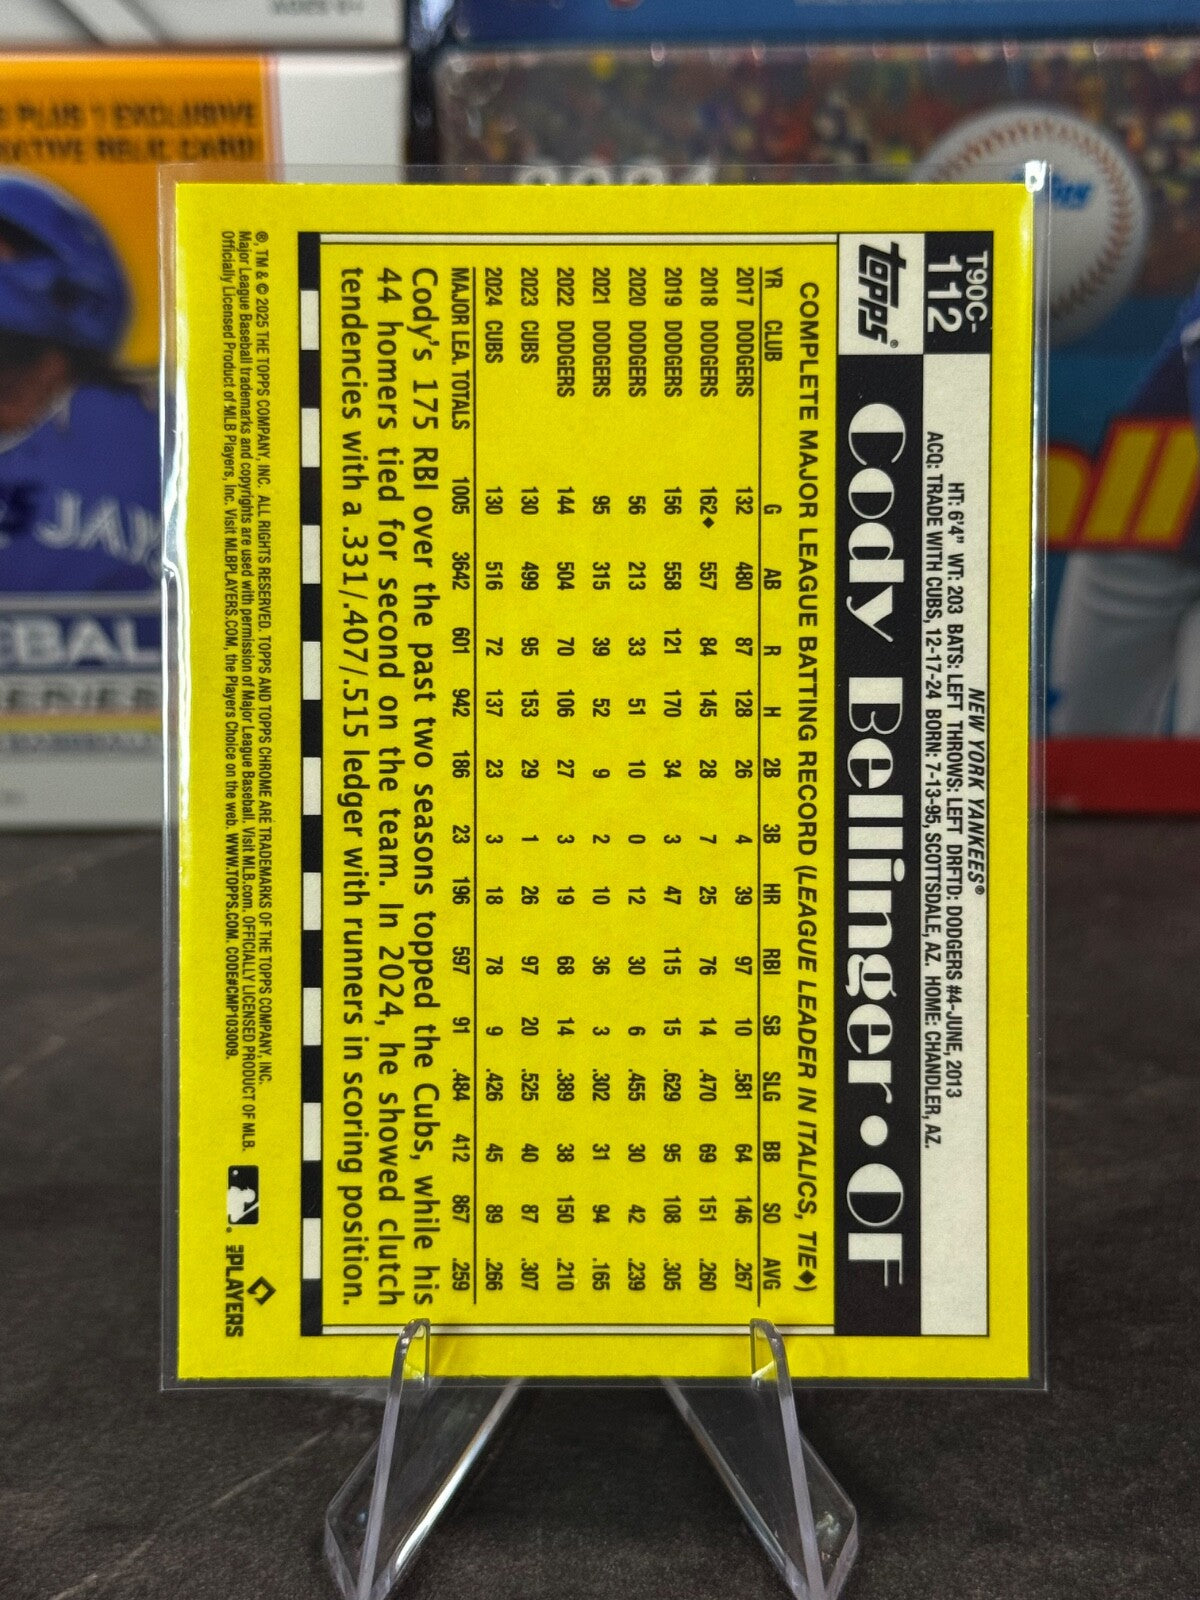 AGES 6+
PLUS 1 EXCLUSIVE
RELIC CARD!
JAYS
T90C-
112
NEW YORK YANKEES®
HT: 6'4" WT: 203 BATS: LEFT THROWS: LEFT DRFTD: DODGERS #4-JUNE, 2013
ACQ: TRADE WITH CUBS, 12-17-24 BORN: 7-13-95, SCOTTSDALE, AZ. HOME: CHANDLER, AZ.
topps® Cody Bellinger • OF
COMPLETE MAJOR LEAGUE BATTING RECORD (LEAGUE LEADER IN ITALICS, TIE♦)
YR CLUB G AB R H 2B 3B HR RBI SB SLG BB SO AVG
2017 DODGERS 132 480 87 128 26 4 39 97 10 .581 64 146 .267
2018 DODGERS 162♦ 557 84 145 28 7 25 76 14 .470 69 151 .260
2019 DODGERS 156 558 121 170 34 3 47 115 15 .629 95 108 .305
2020 DODGERS 56 213 33 51 10 0 12 30 6 .455 30 42 .239
2021 DODGERS 95 315 39 52 9 2 10 36 3 .302 31 94 .165
2022 DODGERS 144 504 70 106 27 3 19 68 14 .389 38 150 .210
2023 CUBS 130 499 95 153 29 1 26 97 20 .525 40 87 .307
2024 CUBS 130 516 72 137 23 3 18 78 9 .426 45 89 .266
MAJOR LEA. TOTALS 1005 3642 601 942 186 23 196 597 91 .484 412 867 .259
Cody's 175 RBI over the past two seasons topped the Cubs, while his
44 homers tied for second on the team. In 2024, he showed clutch
tendencies with a .331/.407/.515 ledger with runners in scoring position.
®, TM & © 2025 THE TOPPS COMPANY, INC. ALL RIGHTS RESERVED. TOPPS AND TOPPS CHROME ARE TRADEMARKS OF THE TOPPS COMPANY, INC.
Major League Baseball trademarks and copyrights are used with permission of Major League Baseball. Visit MLB.com. OFFICIALLY LICENSED PRODUCT OF MLB.
Officially Licensed Product of MLB Players, Inc. Visit MLBPLAYERS.COM, the Players Choice on the web. WWW.TOPPS.COM. CODE#CMP103009.
MLB PLAYERS